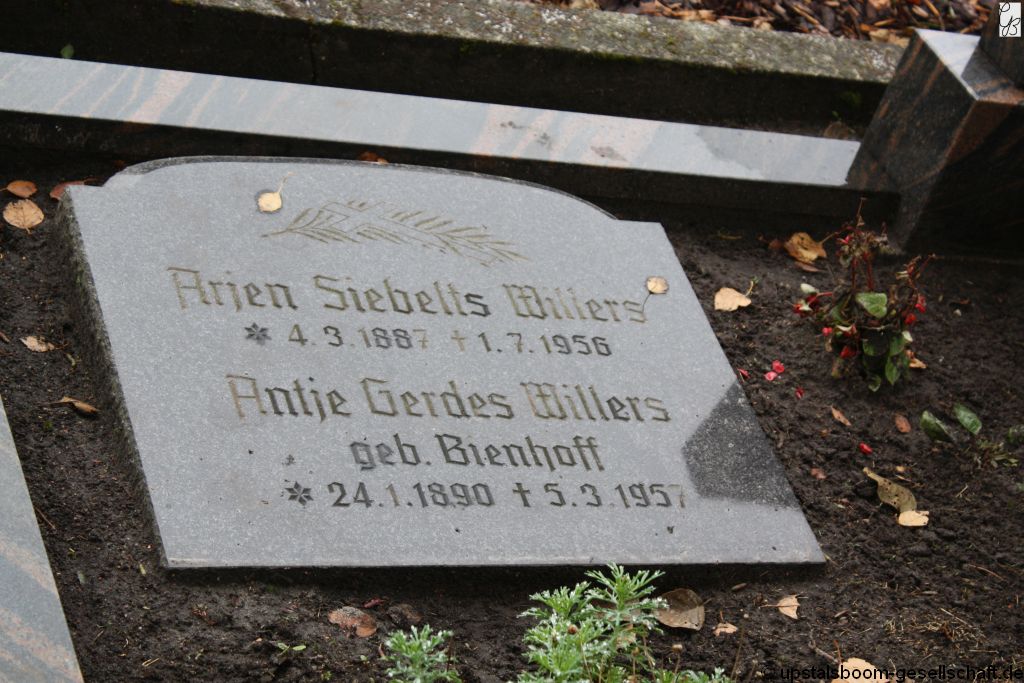 Arjen Siebelts Willers
* 4.3.1887 † 1.7.1956
Antje Gerdes Willers
geb. Bienhoff
* 24.1.1890 † 5.3.1957
© upstalsboom-gesellschaft.de